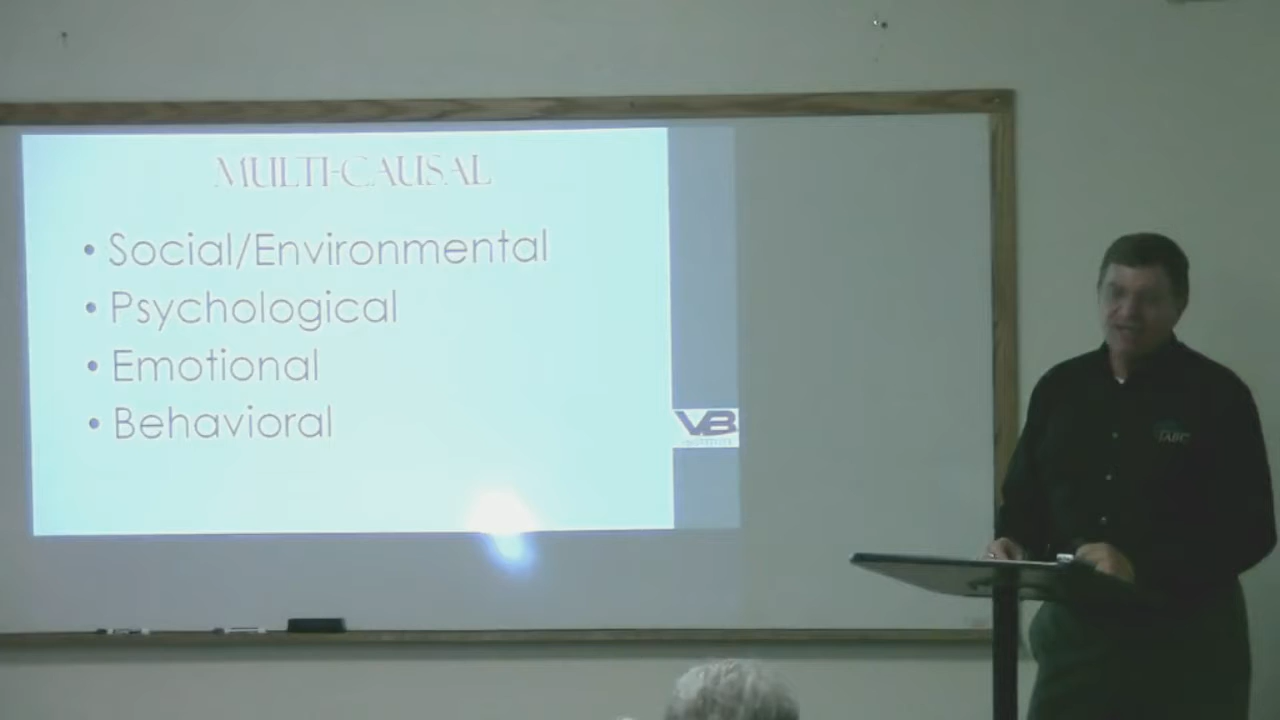 MULTI-CAUSAL
• Social/Environmental
• Psychological
• Emotional
• Behavioral
VB